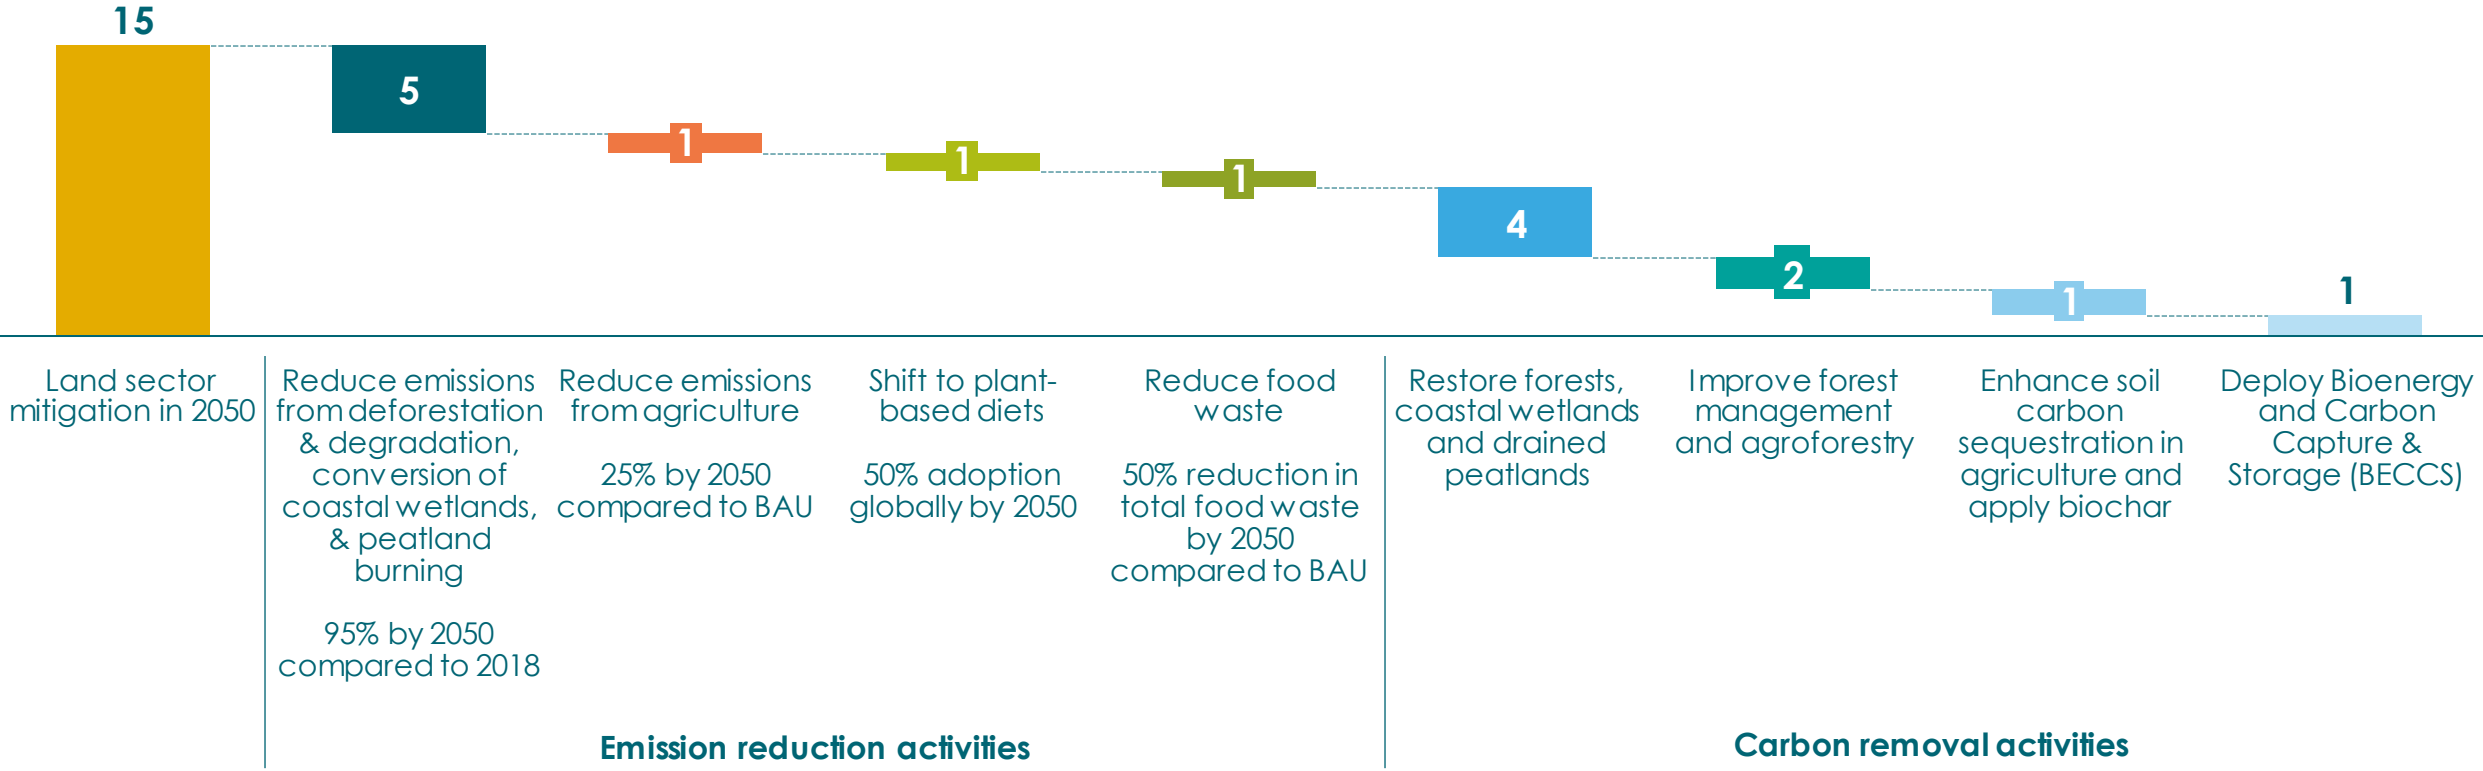 15
5
1
1
1
4
2
1
1
Land sector
mitigation in 2050
Reduce emissions
from deforestation
& degradation,
conversion of
coastal wetlands,
& peatland
burning
95% by 2050
compared to 2018
Reduce emissions
from agriculture
25% by 2050
compared to BAU
Shift to plant-
based diets
50% adoption
globally by 2050
Reduce food
waste
50% reduction in
total food waste
by 2050
compared to BAU
Restore forests,
coastal wetlands
and drained
peatlands
Improve forest
management
and agroforestry
Enhance soil
carbon
sequestration in
agriculture and
apply biochar
Deploy Bioenergy
and Carbon
Capture &
Storage (BECCS)
Emission reduction activities
Carbon removal activities